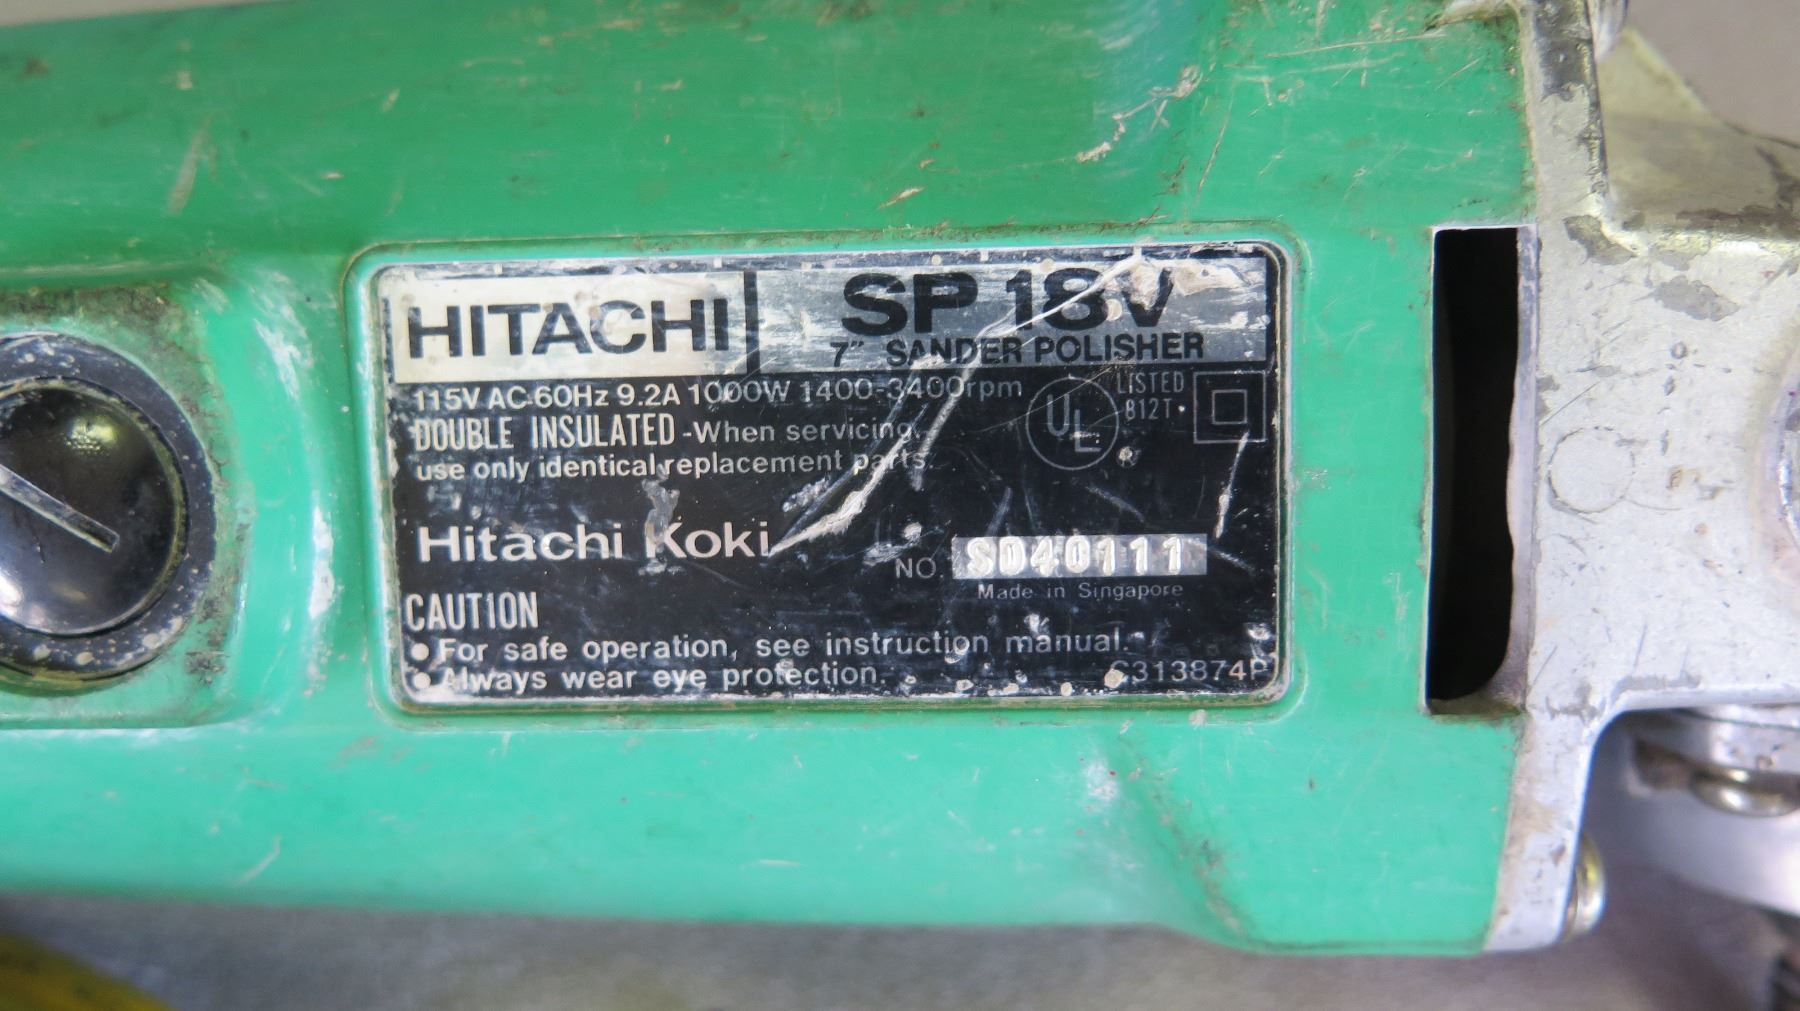 HITACHI
SP 18V
7" SANDER POLISHER
115V AC 60Hz 9.2A 1000W 1400-3400rpm
DOUBLE INSULATED -When servicing,
use only identical replacement parts.
UL
LISTED
812T
Hitachi Koki
NO. SD40111
Made in Singapore
CAUTION
● For safe operation, see instruction manual.
● Always wear eye protection.
C313874P